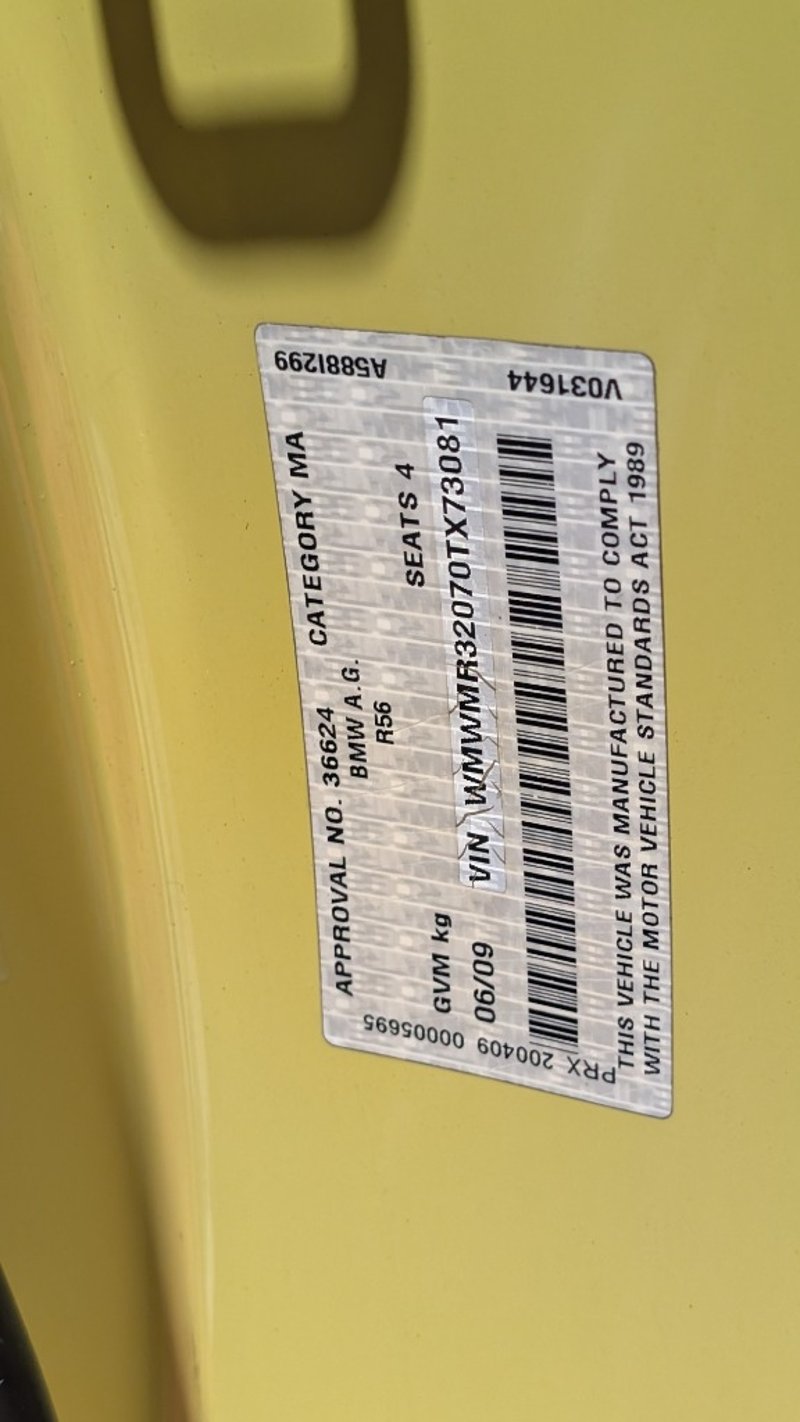 APPROVAL NO. 36624 CATEGORY MA
BMW A.G.
R56
GVM kg SEATS 4
06/09 VIN WMWMR32070TX73081
THIS VEHICLE WAS MANUFACTURED TO COMPLY
WITH THE MOTOR VEHICLE STANDARDS ACT 1989
PRX 200409 00005695
V031644
A588I299